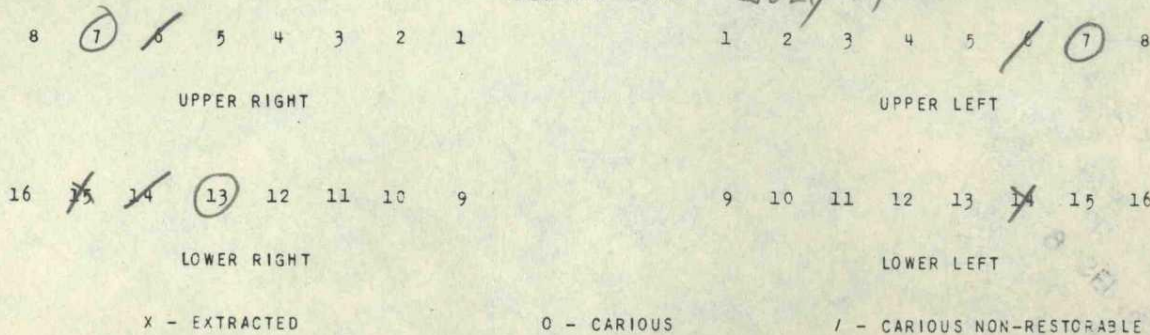 July
8 7 6 5 4 3 2 1 1 2 3 4 5 6 7 8
UPPER RIGHT UPPER LEFT
16 15 14 13 12 11 10 9 9 10 11 12 13 14 15 16
LOWER RIGHT LOWER LEFT
X - EXTRACTED O - CARIOUS / - CARIOUS NON-RESTORABLE